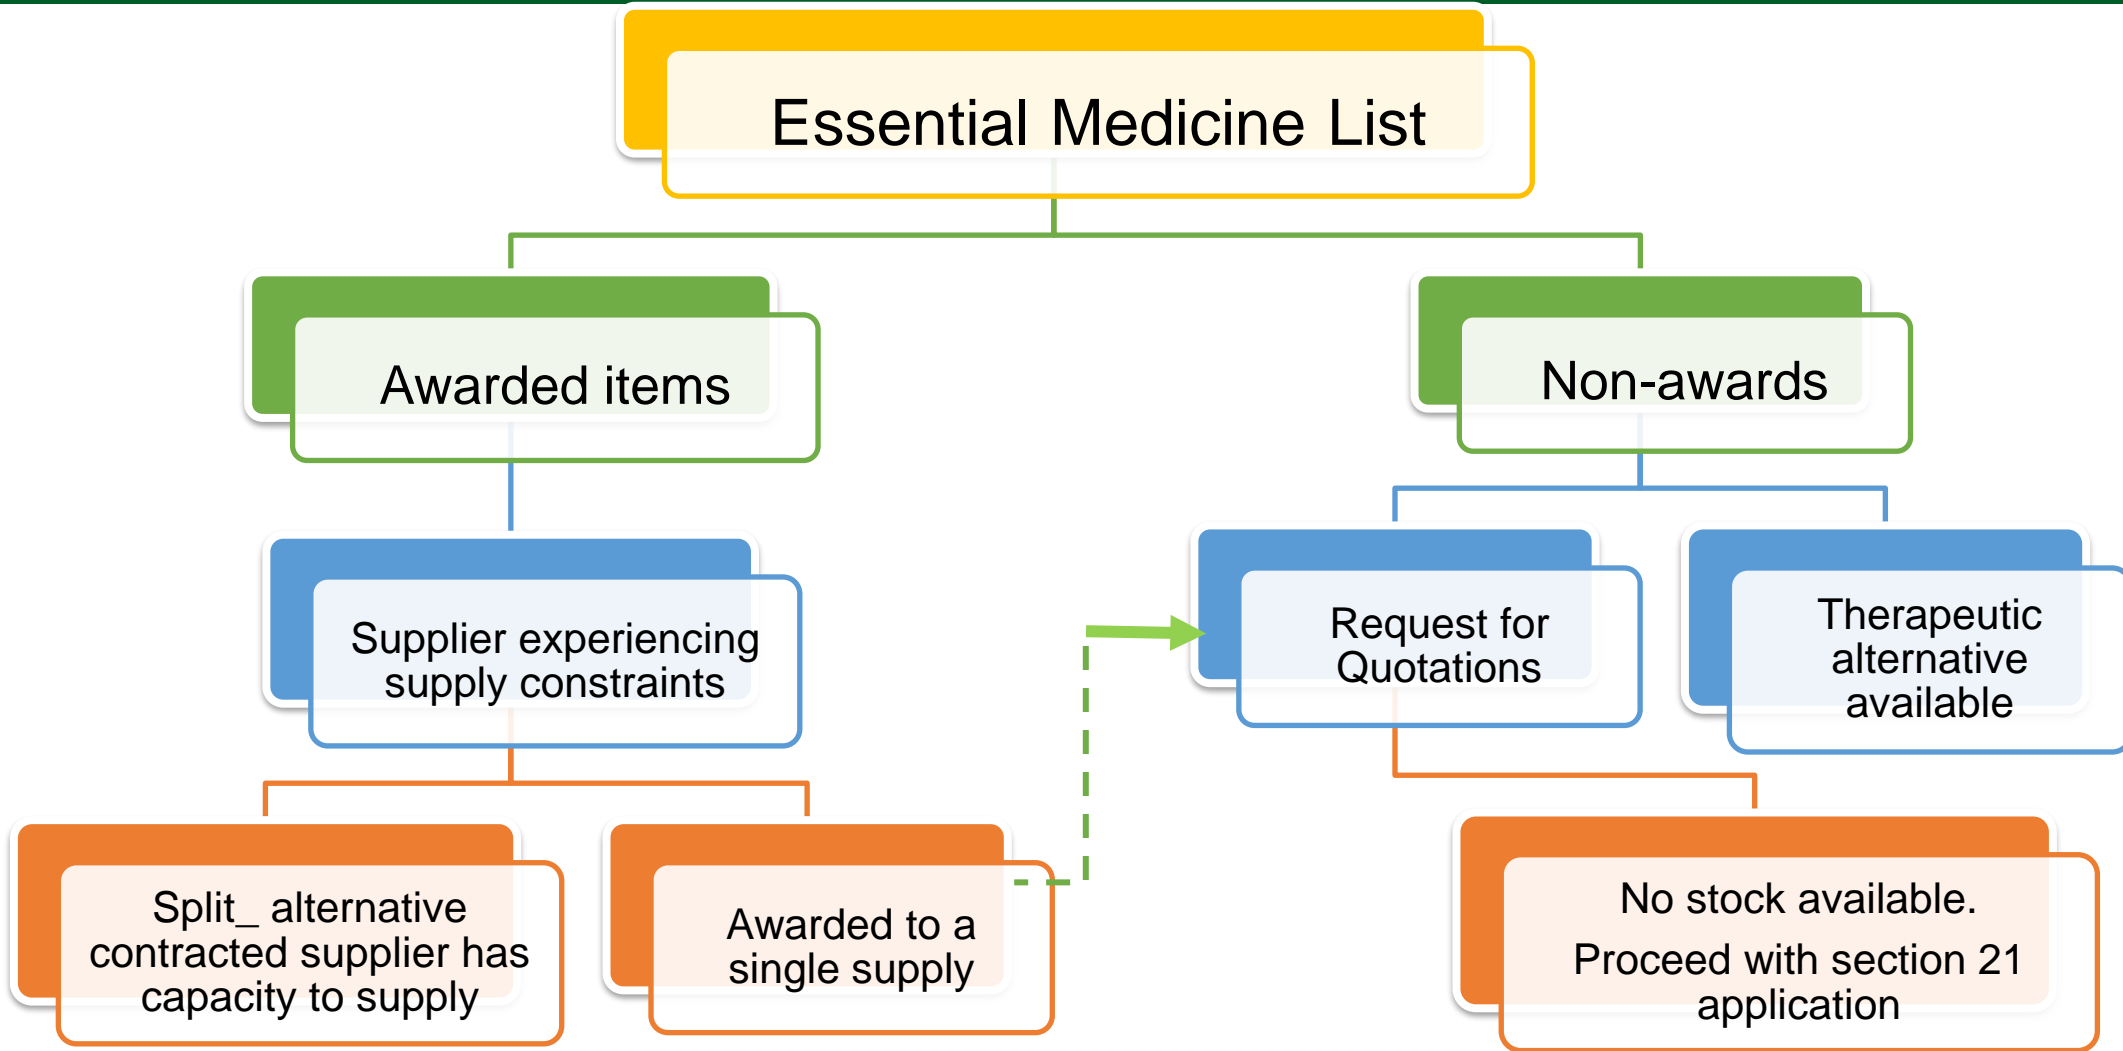 Essential Medicine List
Awarded items
Non-awards
Supplier experiencing
supply constraints
Request for
Quotations
Therapeutic
alternative
available
Split_ alternative
contracted supplier has
capacity to supply
Awarded to a
single supply
No stock available.
Proceed with section 21
application